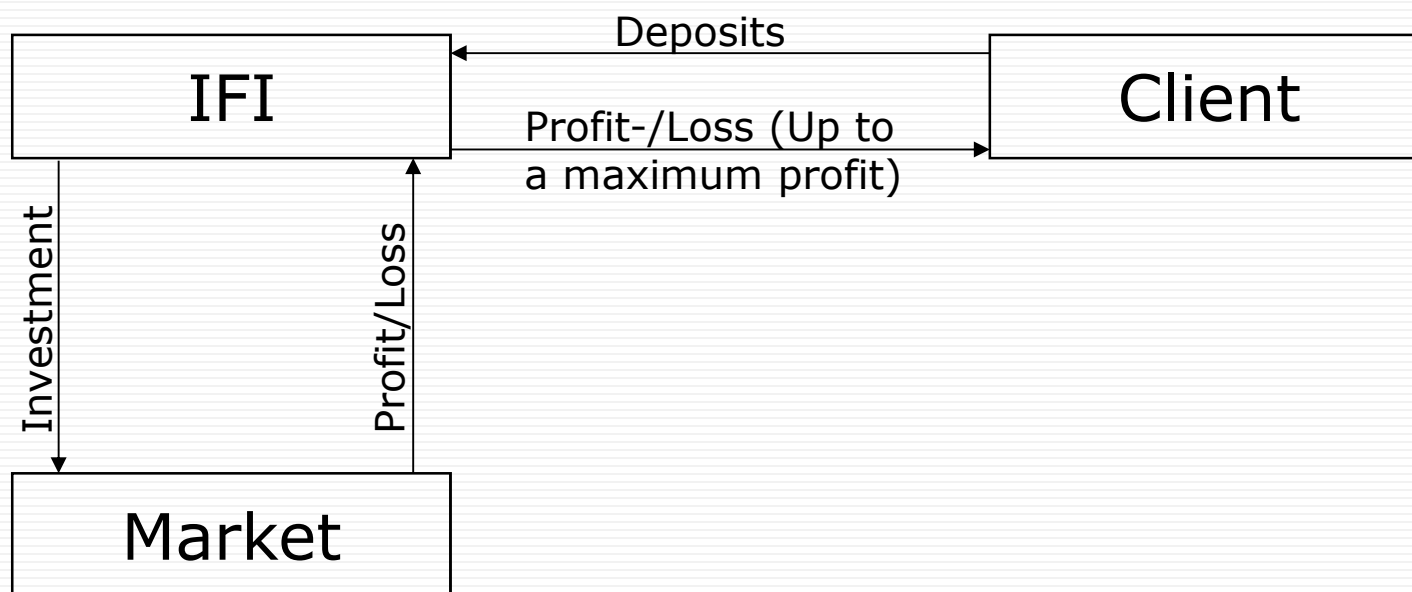 Deposits
IFI
Client
Profit-/Loss (Up to
a maximum profit)
Investment
Profit/Loss
Market